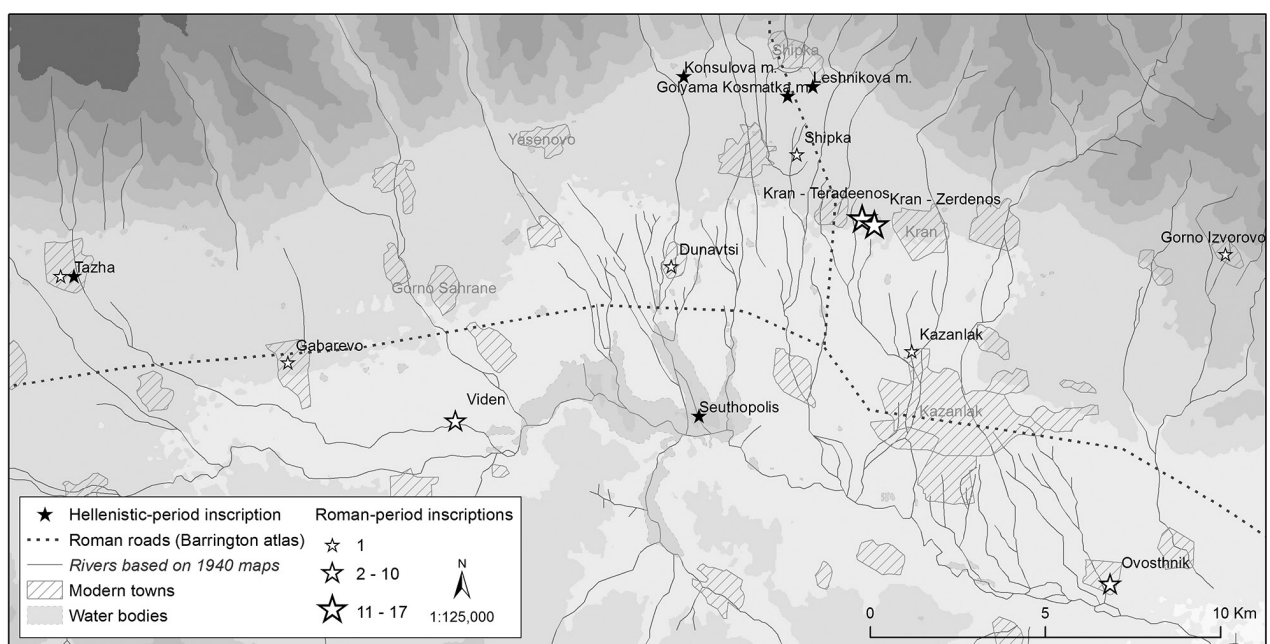 Shipka
Konsulova m.
Leshnikova m.
Golyama Kosmatka m.
Yasenovo
Shipka
Kran - Teradeenos
Kran - Zerdenos
Kran
Gorno Izvorovo
Dunavtsi
Tazha
Gorno Sahrane
Gabarevo
Kazanlak
Viden
Seuthopolis
Kazanlak
Ovosthnik
Hellenistic-period inscription
Roman roads (Barrington atlas)
Rivers based on 1940 maps
Modern towns
Water bodies
Roman-period inscriptions
1
2 - 10
11 - 17
N
1:125,000
0 5 10 Km